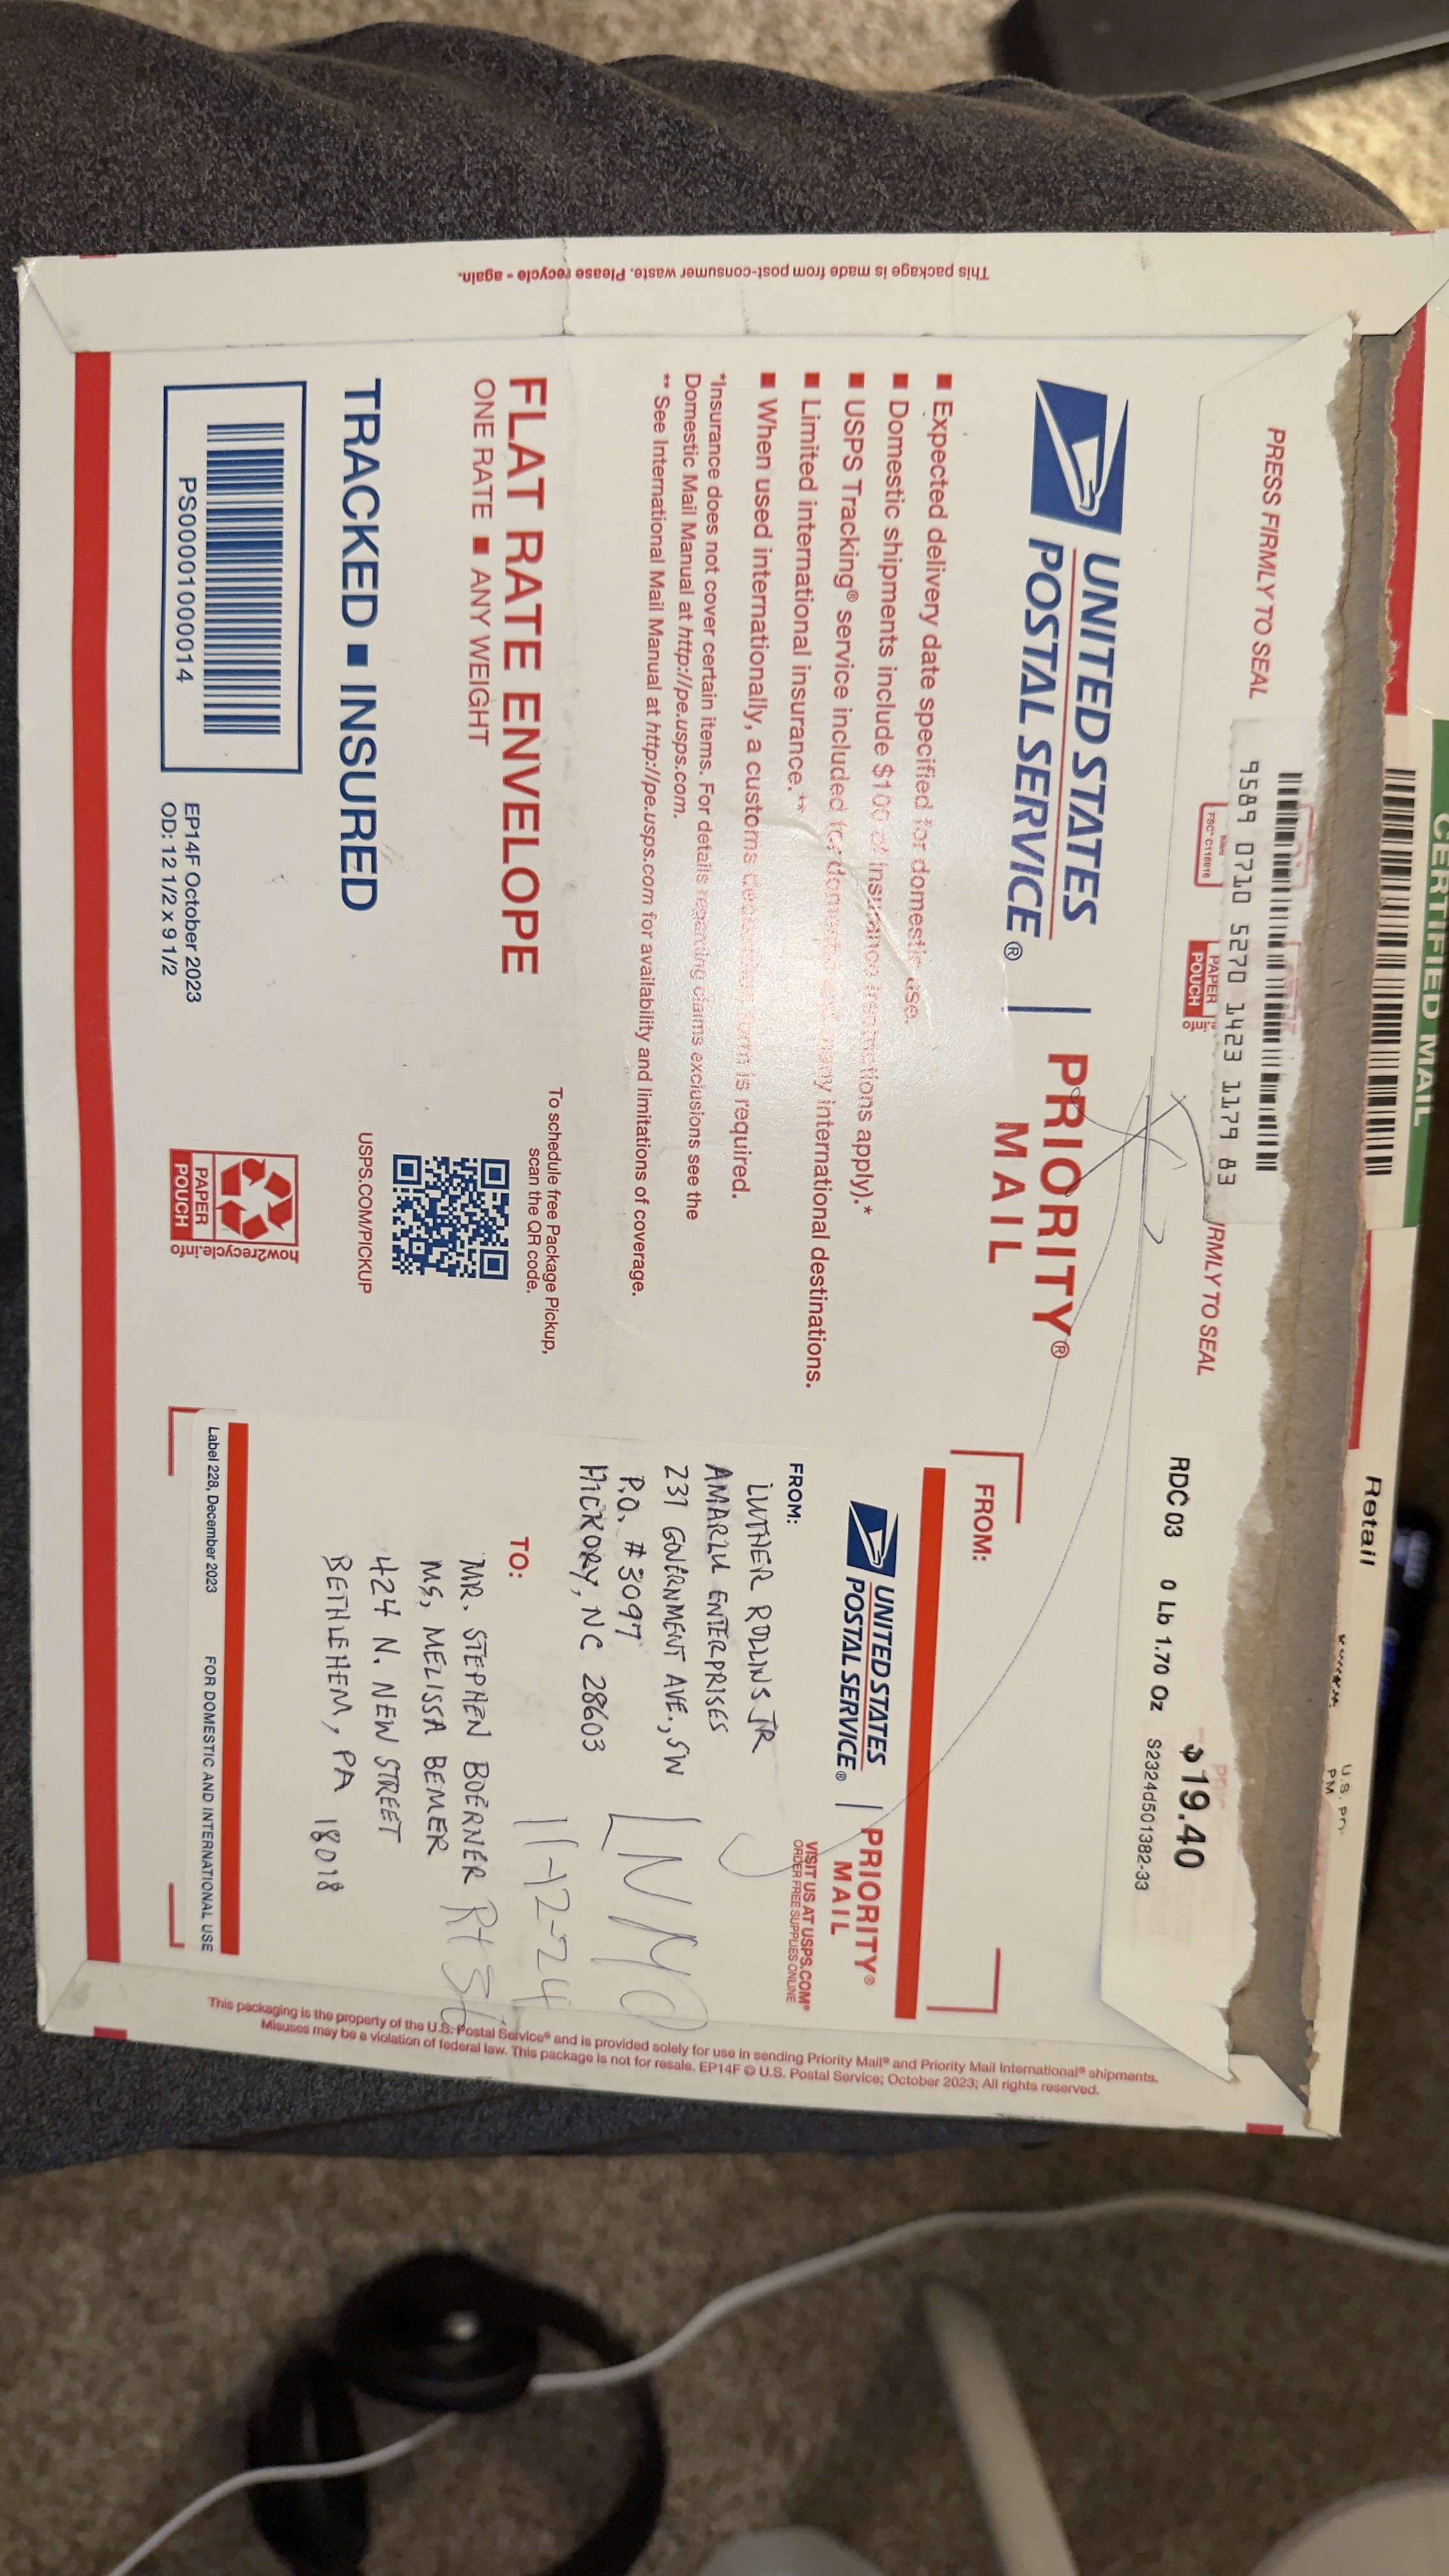 This package is made from post-consumer waste. Please recycle - again.
CERTIFIED MAIL
Retail
U.S.
PM
PRESS FIRMLY TO SEAL
9589 0710 5270 1423 1179 83
FSC® C116916
PAPER
POUCH
RMLY TO SEAL
RDC 03
0 Lb 1.70 Oz
$19.40
S2324d501382-33
UNITED STATES
POSTAL SERVICE®
PRIORITY®
MAIL
■ Expected delivery date specified for domestic use.
■ Domestic shipments include $100 of insurance (restrictions apply).*
■ USPS Tracking® service included for domestic and many international destinations.
■ Limited international insurance.**
■ When used internationally, a customs declaration form is required.
*Insurance does not cover certain items. For details regarding claims exclusions see the
Domestic Mail Manual at http://pe.usps.com.
** See International Mail Manual at http://pe.usps.com for availability and limitations of coverage.
FLAT RATE ENVELOPE
ONE RATE ■ ANY WEIGHT
TRACKED ■ INSURED
PS00001000014
EP14F October 2023
OD: 12 1/2 x 9 1/2
To schedule free Package Pickup,
scan the QR code.
USPS.COM/PICKUP
how2recycle.info
PAPER
POUCH
FROM:
UNITED STATES
POSTAL SERVICE®
PRIORITY®
MAIL
VISIT US AT USPS.COM®
ORDER FREE SUPPLIES ONLINE
FROM:
LUTHER ROLLINS JR
AMARZU ENTERPRISES
231 GOVERNMENT AVE., SW
P.O. #3097
HICKORY, NC 28603
LN MO
11-12-24
TO:
MR. STEPHEN BOERNER
MS, MELISSA BEMER
424 N. NEW STREET
BETHLEHEM, PA 18018
Label 228, December 2023
FOR DOMESTIC AND INTERNATIONAL USE
This packaging is the property of the U.S. Postal Service® and is provided solely for use in sending Priority Mail® and Priority Mail International® shipments.
Misuses may be a violation of federal law. This package is not for resale. EP14F © U.S. Postal Service; October 2023; All rights reserved.